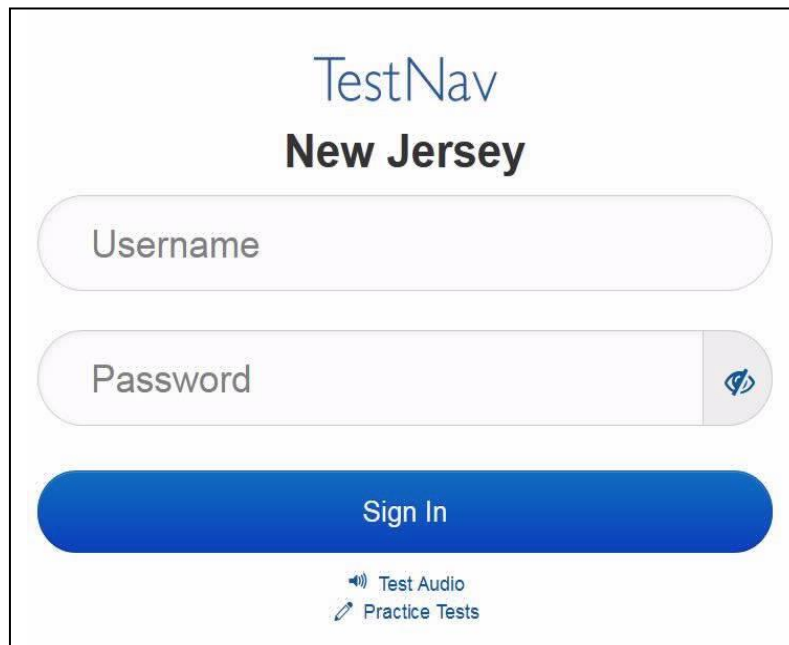 TestNav
New Jersey
Username
Password
Sign In
Test Audio
Practice Tests